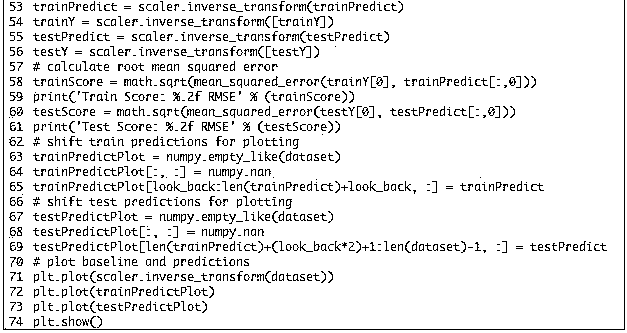 53 trainPredict = scaler.inverse_transform(trainPredict)
54 trainY = scaler.inverse_transform([trainY])
55 testPredict = scaler.inverse_transform(testPredict)
56 testY = scaler.inverse_transform([testY])
57 # calculate root mean squared error
58 trainScore = math.sqrt(mean_squared_error(trainY[0], trainPredict[:,0]))
59 print('Train Score: %.2f RMSE' % (trainScore))
60 testScore = math.sqrt(mean_squared_error(testY[0], testPredict[:,0]))
61 print('Test Score: %.2f RMSE' % (testScore))
62 # shift train predictions for plotting
63 trainPredictPlot = numpy.empty_like(dataset)
64 trainPredictPlot[:, :] = numpy.nan
65 trainPredictPlot[look_back:len(trainPredict)+look_back, :] = trainPredict
66 # shift test predictions for plotting
67 testPredictPlot = numpy.empty_like(dataset)
68 testPredictPlot[:, :] = numpy.nan
69 testPredictPlot[len(trainPredict)+(look_back*2)+1:len(dataset)-1, :] = testPredict
70 # plot baseline and predictions
71 plt.plot(scaler.inverse_transform(dataset))
72 plt.plot(trainPredictPlot)
73 plt.plot(testPredictPlot)
74 plt.show()